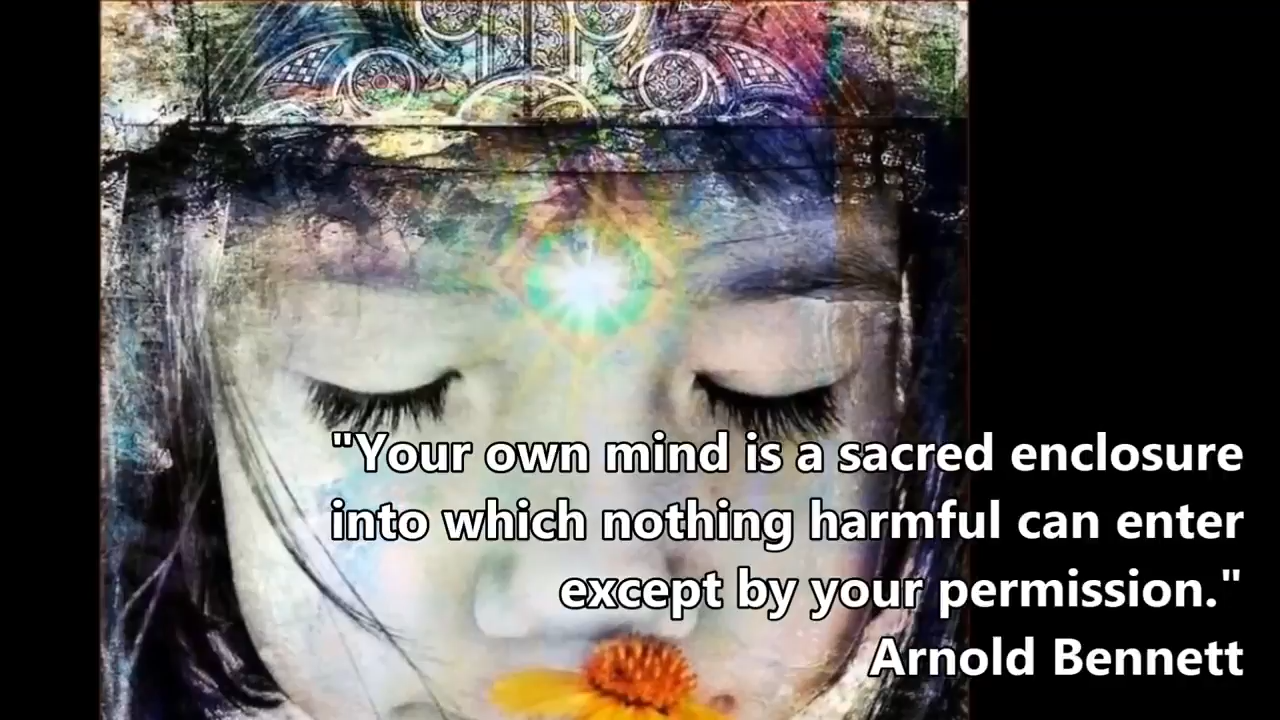 "Your own mind is a sacred enclosure
into which nothing harmful can enter
except by your permission."
Arnold Bennett